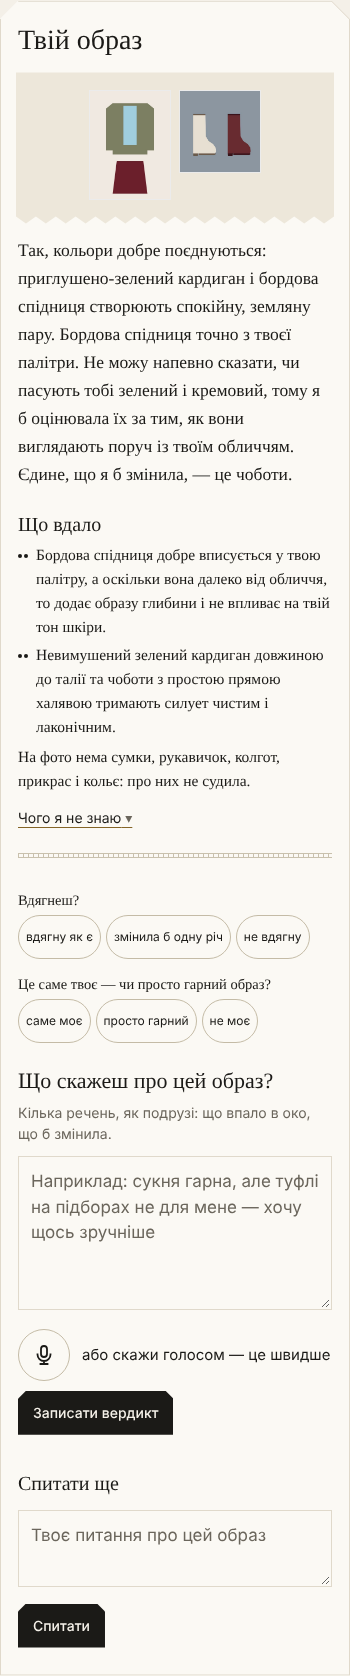 Твій образ
Так, кольори добре поєднуються:
приглушено-зелений кардиган і бордова
спідниця створюють спокійну, земляну
пару. Бордова спідниця точно з твоєї
палітри. Не можу напевно сказати, чи
пасують тобі зелений і кремовий, тому я
б оцінювала їх за тим, як вони
виглядають поруч із твоїм обличчям.
Єдине, що я б змінила, — це чоботи.
Що вдало
•• Бордова спідниця добре вписується у твою
палітру, а оскільки вона далеко від обличчя,
то додає образу глибини і не впливає на твій
тон шкіри.
•• Невимушений зелений кардиган довжиною
до талії та чоботи з простою прямою
халявою тримають силует чистим і
лаконічним.
На фото нема сумки, рукавичок, колгот,
прикрас і кольє: про них не судила.
Чого я не знаю ▾
Вдягнеш?
вдягну як є змінила б одну річ не вдягну
Це саме твоє — чи просто гарний образ?
саме моє просто гарний не моє
Що скажеш про цей образ?
Кілька речень, як подрузі: що впало в око,
що б змінила.
Наприклад: сукня гарна, але туфлі
на підборах не для мене — хочу
щось зручніше
або скажи голосом — це швидше
Записати вердикт
Спитати ще
Твоє питання про цей образ
Спитати